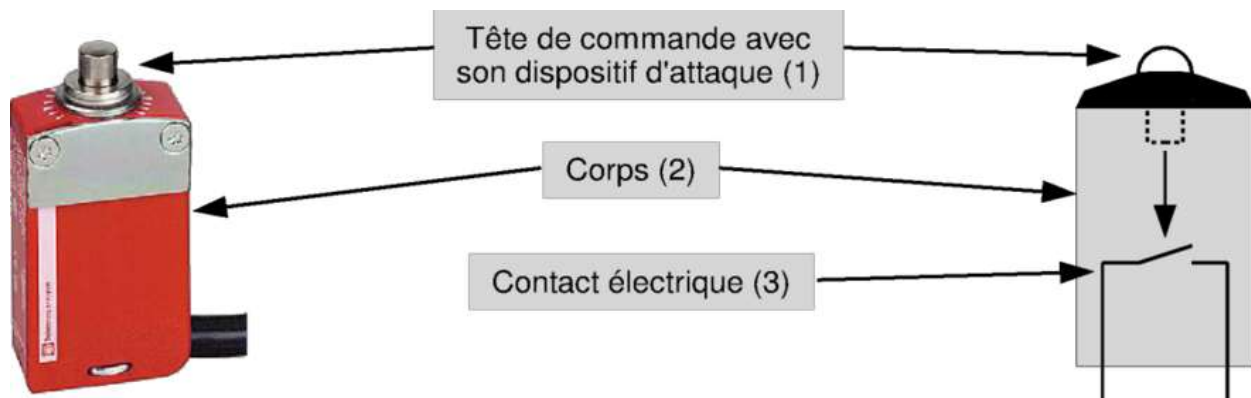 Tête de commande avec
son dispositif d'attaque (1)
Corps (2)
Contact électrique (3)